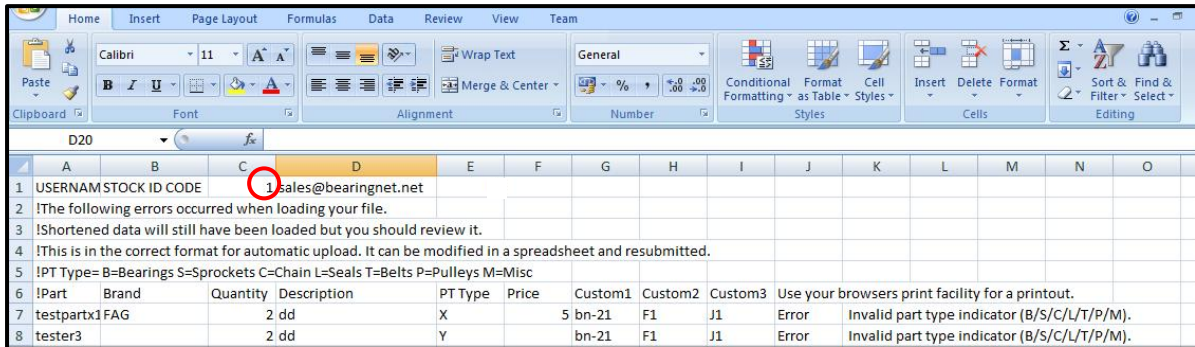 Home Insert Page Layout Formulas Data Review View Team
Calibri 11 A A Wrap Text General
Paste B I U A Merge & Center % , .0 .00 .00 .0 Conditional Formatting Format as Table Cell Styles Insert Delete Format Σ Sort & Filter Find & Select
Clipboard Font Alignment Number Styles Cells Editing
D20 fx
A B C D E F G H I J K L M N O
1 USERNAM STOCK ID CODE 1 sales@bearingnet.net
2 !The following errors occurred when loading your file.
3 !Shortened data will still have been loaded but you should review it.
4 !This is in the correct format for automatic upload. It can be modified in a spreadsheet and resubmitted.
5 !PT Type= B=Bearings S=Sprockets C=Chain L=Seals T=Belts P=Pulleys M=Misc
6 !Part Brand Quantity Description PT Type Price Custom1 Custom2 Custom3 Use your browsers print facility for a printout.
7 testpartx1 FAG 2 dd X 5 bn-21 F1 J1 Error Invalid part type indicator (B/S/C/L/T/P/M).
8 tester3 2 dd Y bn-21 F1 J1 Error Invalid part type indicator (B/S/C/L/T/P/M).